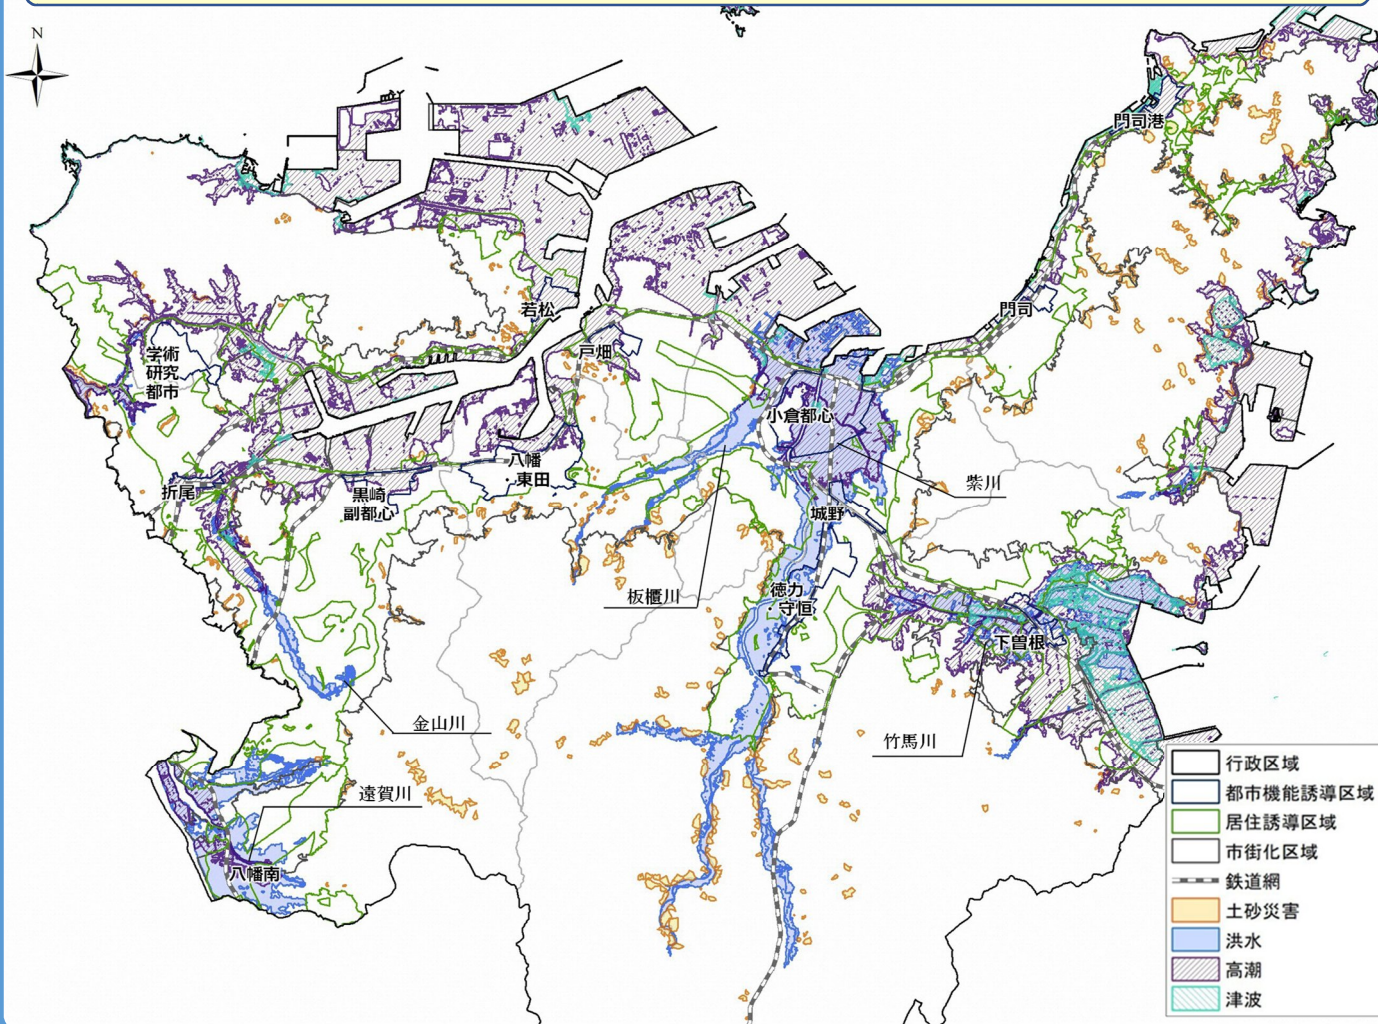 N
門司港
若松
門司
戸畑
学術
研究
都市
小倉都心
八幡
・東田
折尾
黒崎
副都心
紫川
城野
板櫃川
徳力
・守恒
下曽根
金山川
竹馬川
遠賀川
八幡南
行政区域
都市機能誘導区域
居住誘導区域
市街化区域
鉄道網
土砂災害
洪水
高潮
津波